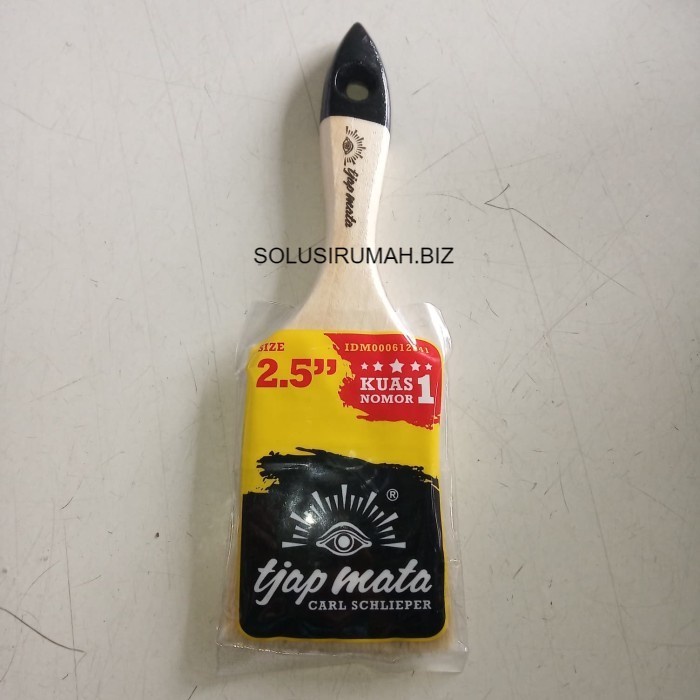 tjap mata
SOLUSIRUMAH.BIZ
SIZE
2.5”
KUAS
NOMOR 1
®
tjap mata
CARL SCHLIEPER